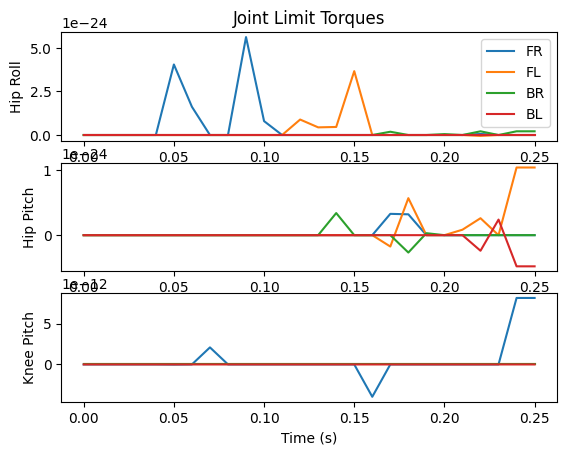 Joint Limit Torques
1e−24
FR
FL
BR
BL
Hip Roll
5.0
2.5
0.0
0.00 0.05 0.10 0.15 0.20 0.25
1e−24
Hip Pitch
1
0
0.00 0.05 0.10 0.15 0.20 0.25
1e−12
Knee Pitch
5
0
0.00 0.05 0.10 0.15 0.20 0.25
Time (s)